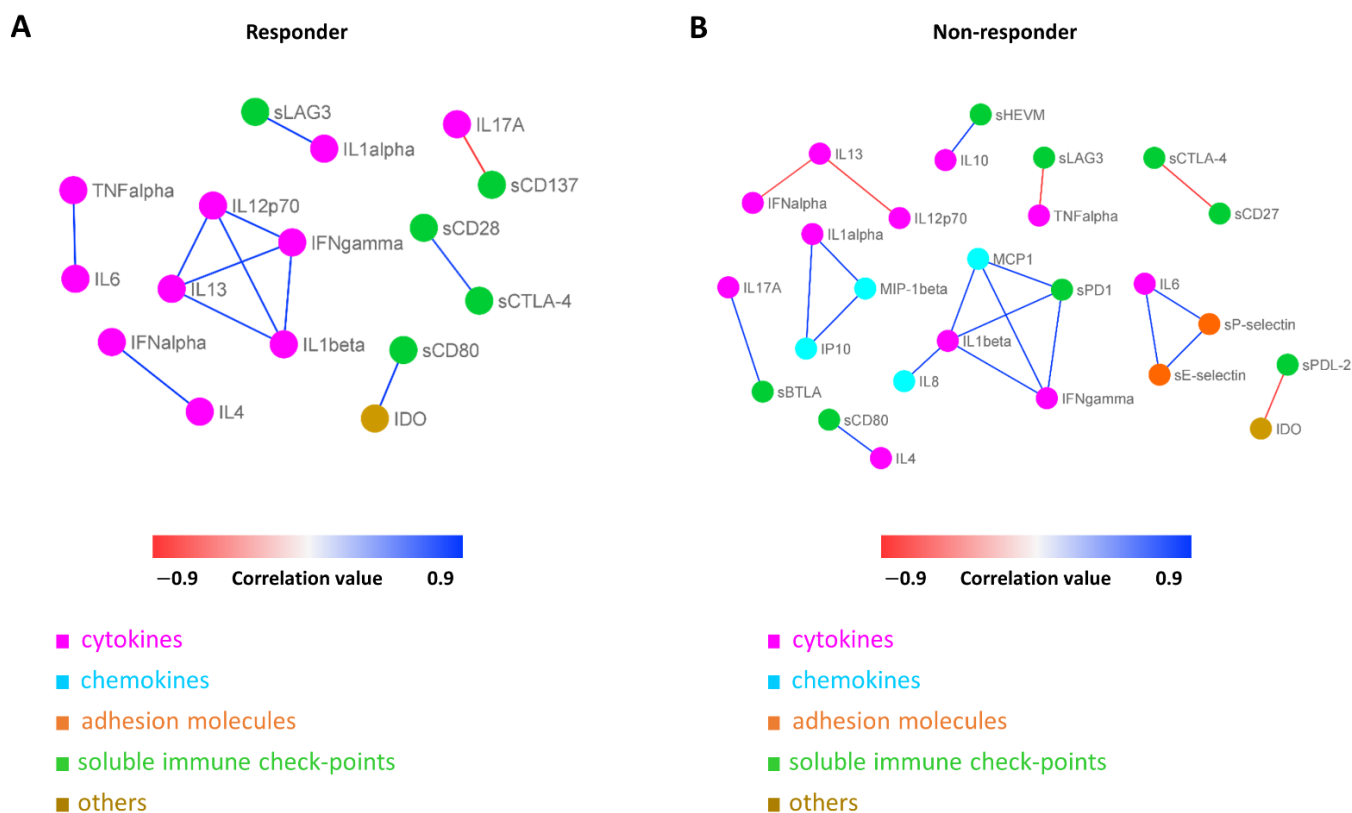 A
Responder
sLAG3
IL1alpha
IL17A
sCD137
TNFalpha
IL6
IL12p70
IFNgamma
IL13
IL1beta
sCD28
sCTLA-4
IFNalpha
IL4
sCD80
IDO
−0.9 Correlation value 0.9
cytokines
chemokines
adhesion molecules
soluble immune check-points
others
B
Non-responder
sHEVM
IL10
IL13
IFNalpha
IL12p70
sLAG3
TNFalpha
sCTLA-4
sCD27
IL1alpha
MIP-1beta
IP10
IL17A
sBTLA
MCP1
sPD1
IL1beta
IL8
IFNgamma
IL6
sP-selectin
sE-selectin
sPDL-2
IDO
sCD80
IL4
−0.9 Correlation value 0.9
cytokines
chemokines
adhesion molecules
soluble immune check-points
others